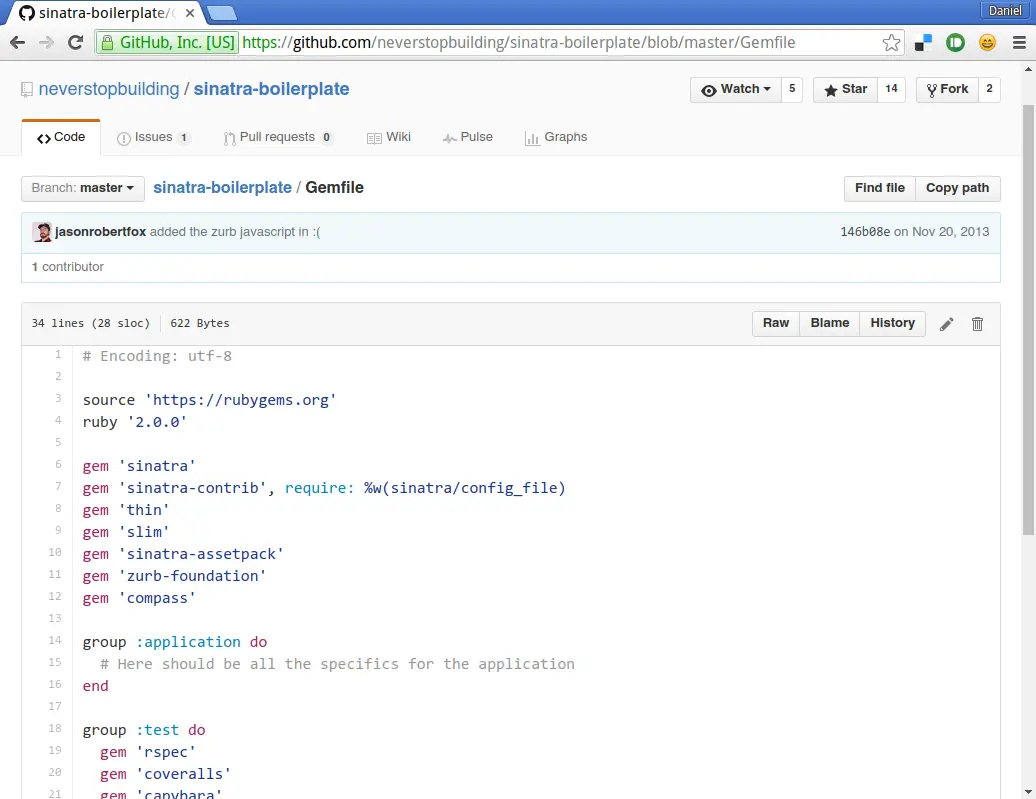 Daniel
sinatra-boilerplate/
GitHub, Inc. [US] https://github.com/neverstopbuilding/sinatra-boilerplate/blob/master/Gemfile
neverstopbuilding / sinatra-boilerplate
Watch 5 Star 14 Fork 2
Code Issues 1 Pull requests 0 Wiki Pulse Graphs
Branch: master sinatra-boilerplate / Gemfile Find file Copy path
jasonrobertfox added the zurb javascript in :( 146b08e on Nov 20, 2013
1 contributor
34 lines (28 sloc) 622 Bytes Raw Blame History
1 # Encoding: utf-8
2
3 source 'https://rubygems.org'
4 ruby '2.0.0'
5
6 gem 'sinatra'
7 gem 'sinatra-contrib', require: %w(sinatra/config_file)
8 gem 'thin'
9 gem 'slim'
10 gem 'sinatra-assetpack'
11 gem 'zurb-foundation'
12 gem 'compass'
13
14 group :application do
15 # Here should be all the specifics for the application
16 end
17
18 group :test do
19 gem 'rspec'
20 gem 'coveralls'
21 gem 'capybara'